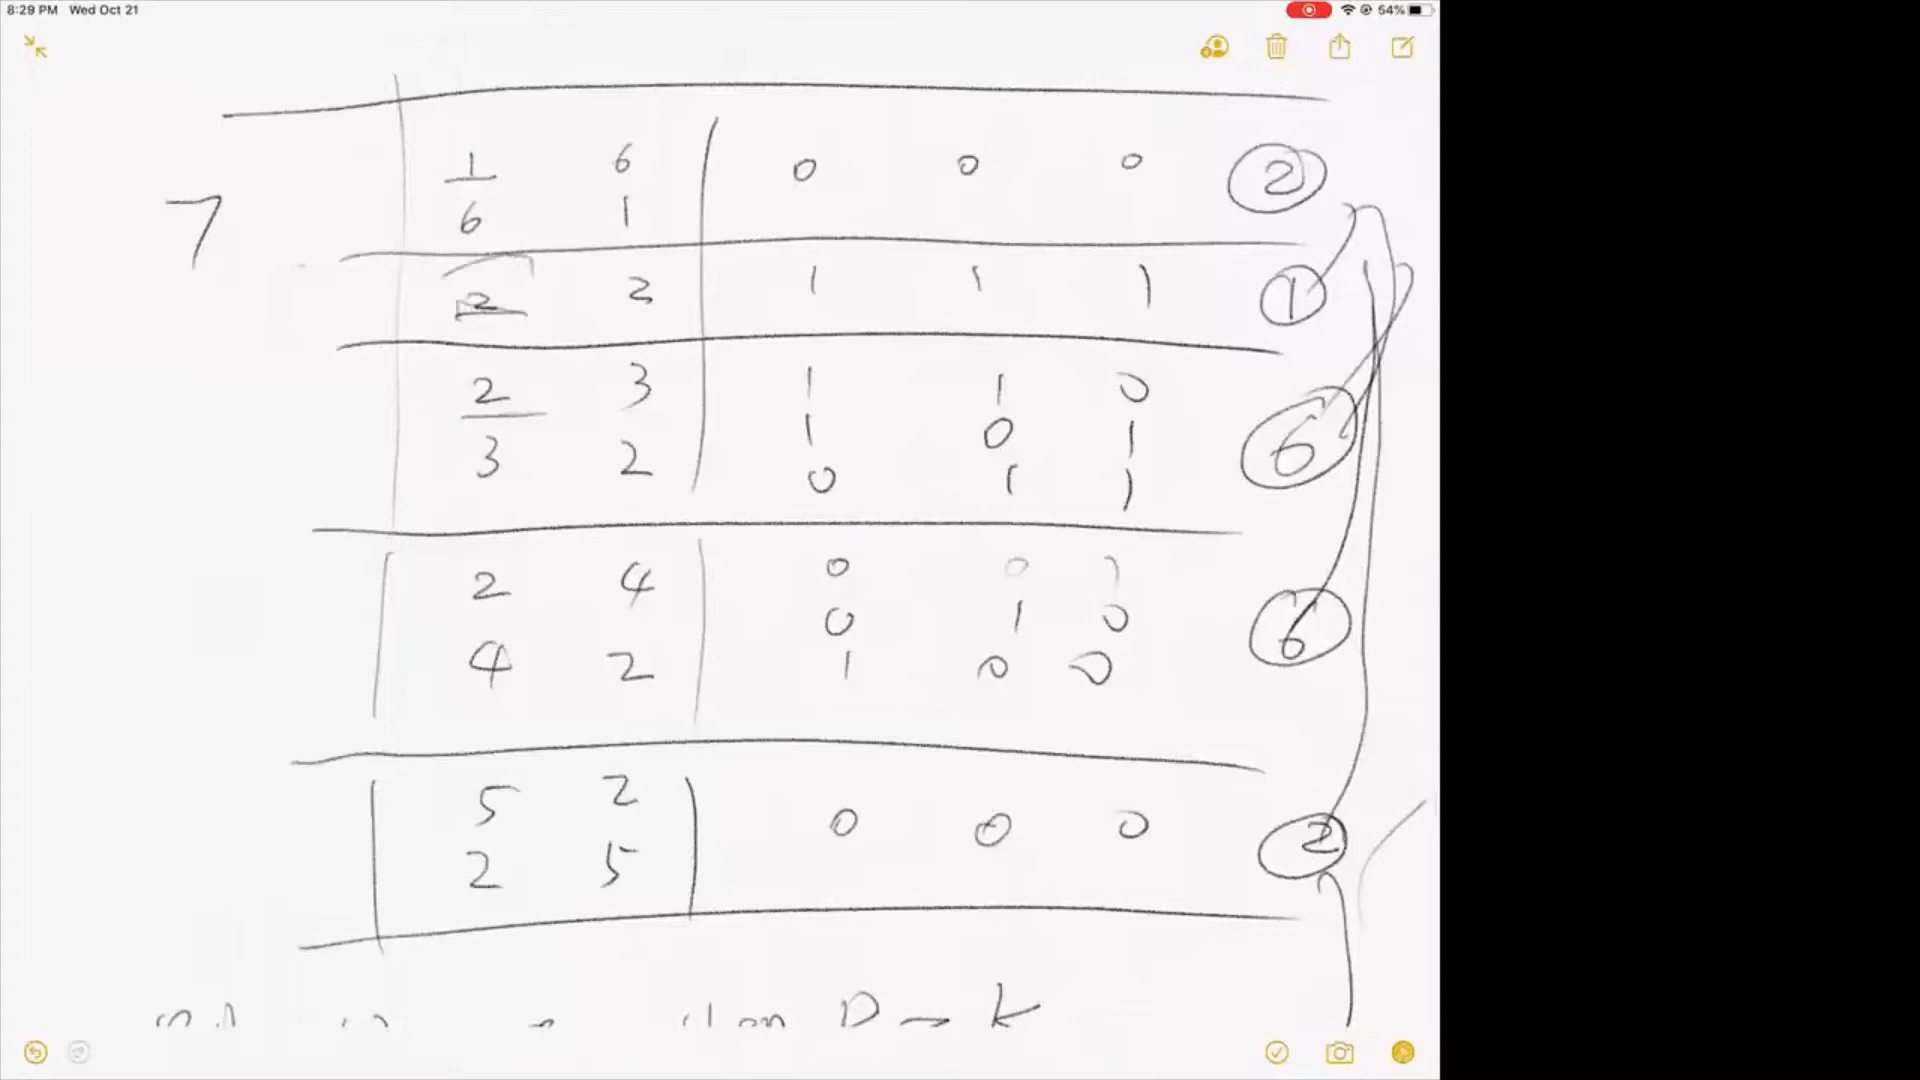 8:29 PM Wed Oct 21 54%
1 6 0 0 0 2
7 6 1
2 2 1 1 1 1
2 3 1 1 0
1 0 1 6
3 2
0 1 1
2 4 0 0 1
0 1 0 6
4 2 1 0 0
5 2
0 0 0 2
2 5
D → k